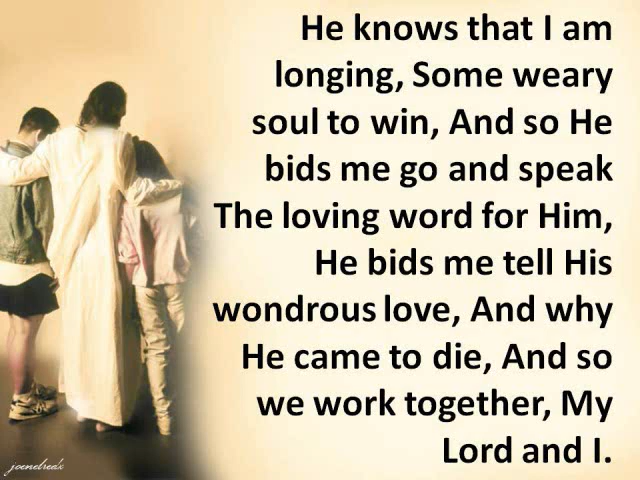 He knows that I am
longing, Some weary
soul to win, And so He
bids me go and speak
The loving word for Him,
He bids me tell His
wondrous love, And why
He came to die, And so
we work together, My
Lord and I.